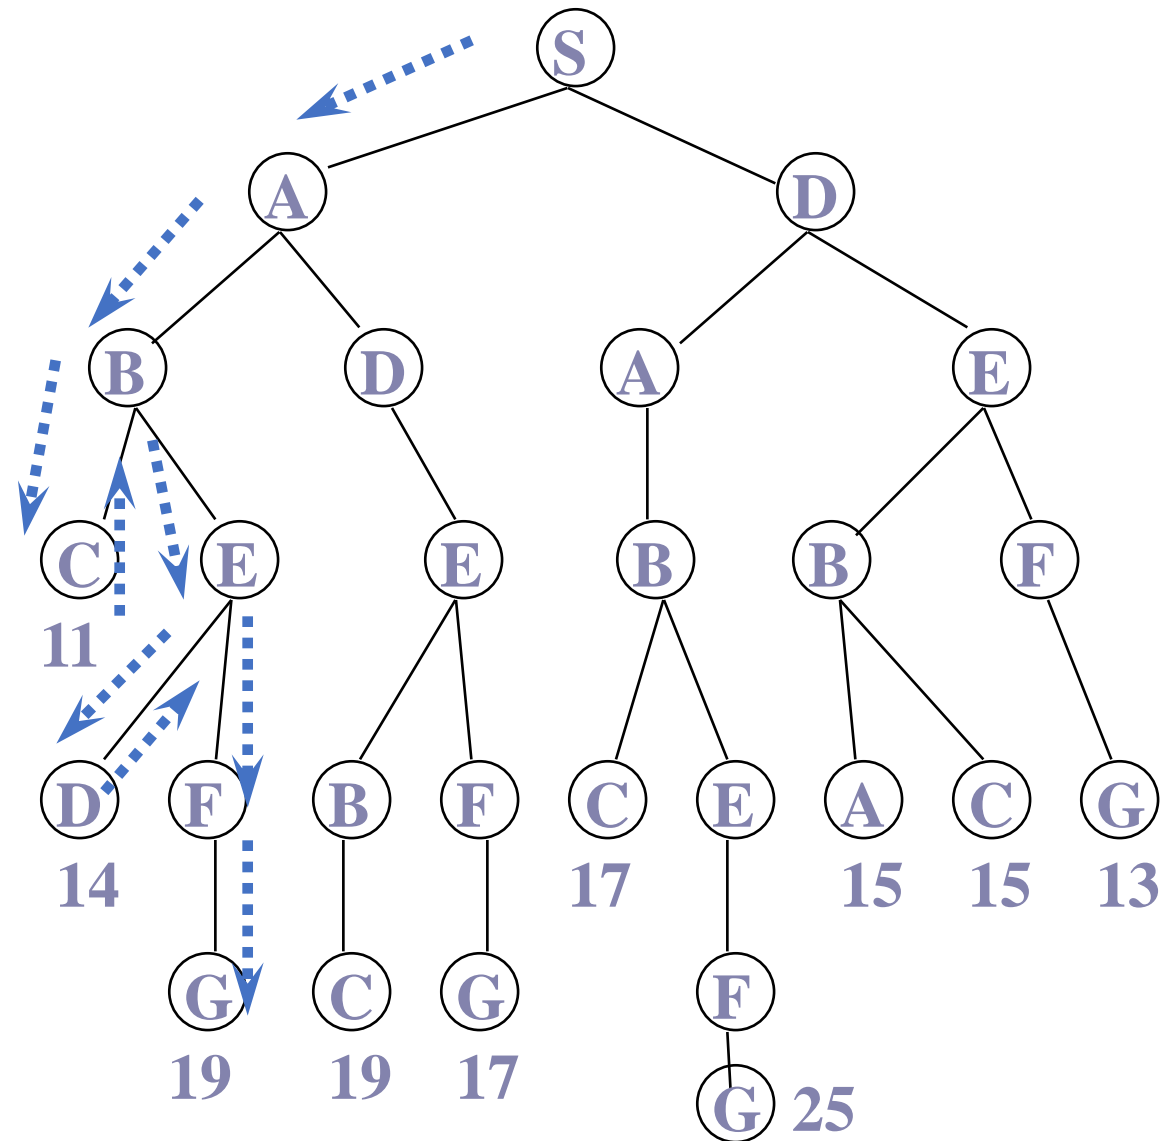 S
A D
B D A E
C E E B B F
11
D F B F C E A C G
14 17 15 15 13
G C G F
19 19 17
G 25